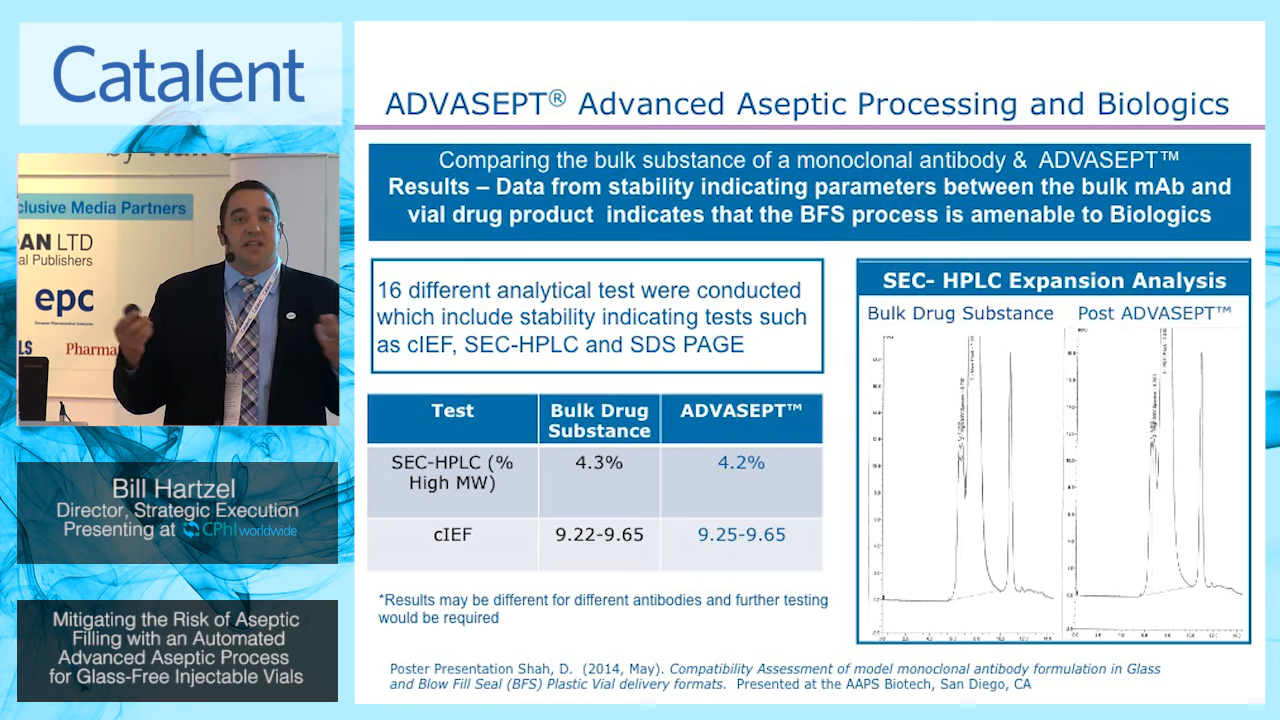 Catalent
clusive Media Partners
AN LTD
al Publishers
epc
European Pharmaceutical Contractor
LS
Pharma
Bill Hartzel
Director, Strategic Execution
Presenting at CPhI worldwide
Mitigating the Risk of Aseptic
Filling with an Automated
Advanced Aseptic Process
for Glass-Free Injectable Vials
ADVASEPT® Advanced Aseptic Processing and Biologics
Comparing the bulk substance of a monoclonal antibody & ADVASEPT™
Results – Data from stability indicating parameters between the bulk mAb and
vial drug product indicates that the BFS process is amenable to Biologics
16 different analytical test were conducted
which include stability indicating tests such
as cIEF, SEC-HPLC and SDS PAGE
Test Bulk Drug Substance ADVASEPT™
SEC-HPLC (% High MW) 4.3% 4.2%
cIEF 9.22-9.65 9.25-9.65
*Results may be different for different antibodies and further testing
would be required
SEC- HPLC Expansion Analysis
Bulk Drug Substance Post ADVASEPT™
Poster Presentation Shah, D. (2014, May). Compatibility Assessment of model monoclonal antibody formulation in Glass
and Blow Fill Seal (BFS) Plastic Vial delivery formats. Presented at the AAPS Biotech, San Diego, CA